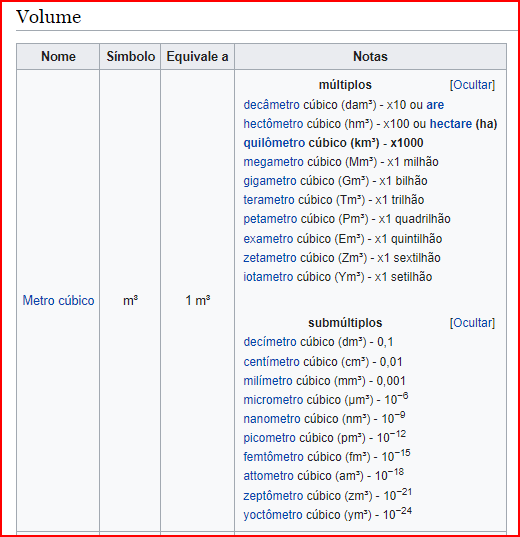 Volume
Nome Símbolo Equivale a Notas
múltiplos [Ocultar]
decâmetro cúbico (dam³) - x10 ou are
hectômetro cúbico (hm³) - x100 ou hectare (ha)
quilômetro cúbico (km³) - x1000
megametro cúbico (Mm³) - x1 milhão
gigametro cúbico (Gm³) - x1 bilhão
terametro cúbico (Tm³) - x1 trilhão
petametro cúbico (Pm³) - x1 quadrilhão
exametro cúbico (Em³) - x1 quintilhão
zetametro cúbico (Zm³) - x1 sextilhão
iotametro cúbico (Ym³) - x1 setilhão
Metro cúbico m³ 1 m³
submúltiplos [Ocultar]
decímetro cúbico (dm³) - 0,1
centímetro cúbico (cm³) - 0,01
milímetro cúbico (mm³) - 0,001
micrometro cúbico (µm³) - 10⁻⁶
nanometro cúbico (nm³) - 10⁻⁹
picometro cúbico (pm³) - 10⁻¹²
femtômetro cúbico (fm³) - 10⁻¹⁵
attometro cúbico (am³) - 10⁻¹⁸
zeptômetro cúbico (zm³) - 10⁻²¹
yoctômetro cúbico (ym³) - 10⁻²⁴